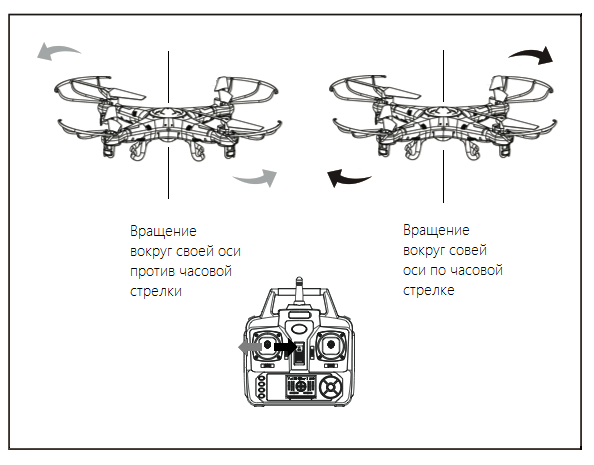 Вращение
вокруг своей оси
против часовой
стрелки
Вращение
вокруг совей
оси по часовой
стрелке